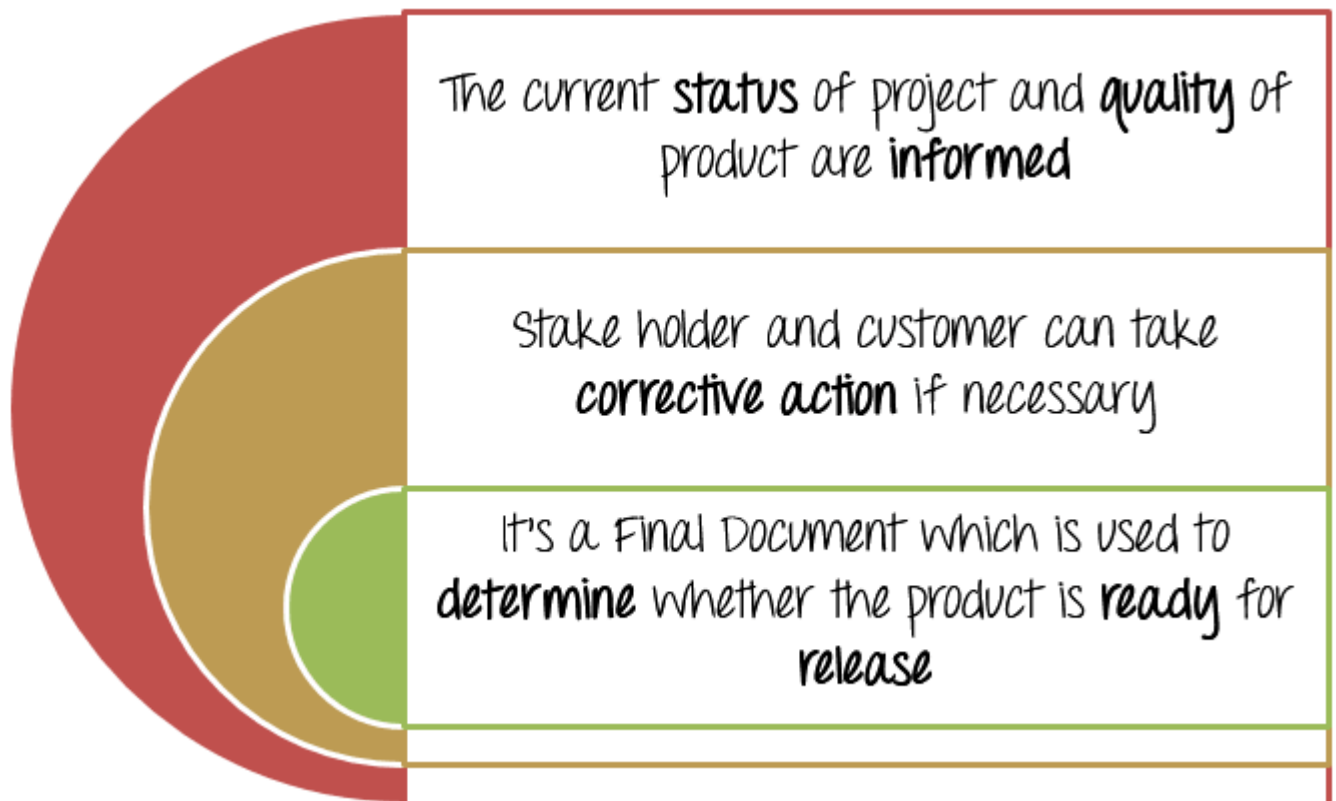 The current status of project and quality of
product are informed
Stake holder and customer can take
corrective action if necessary
It's a Final Document which is used to
determine whether the product is ready for
release